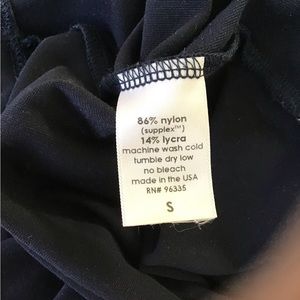 86% nylon
(supplex™)
14% lycra
machine wash cold
tumble dry low
no bleach
made in the USA
RN# 96335
S